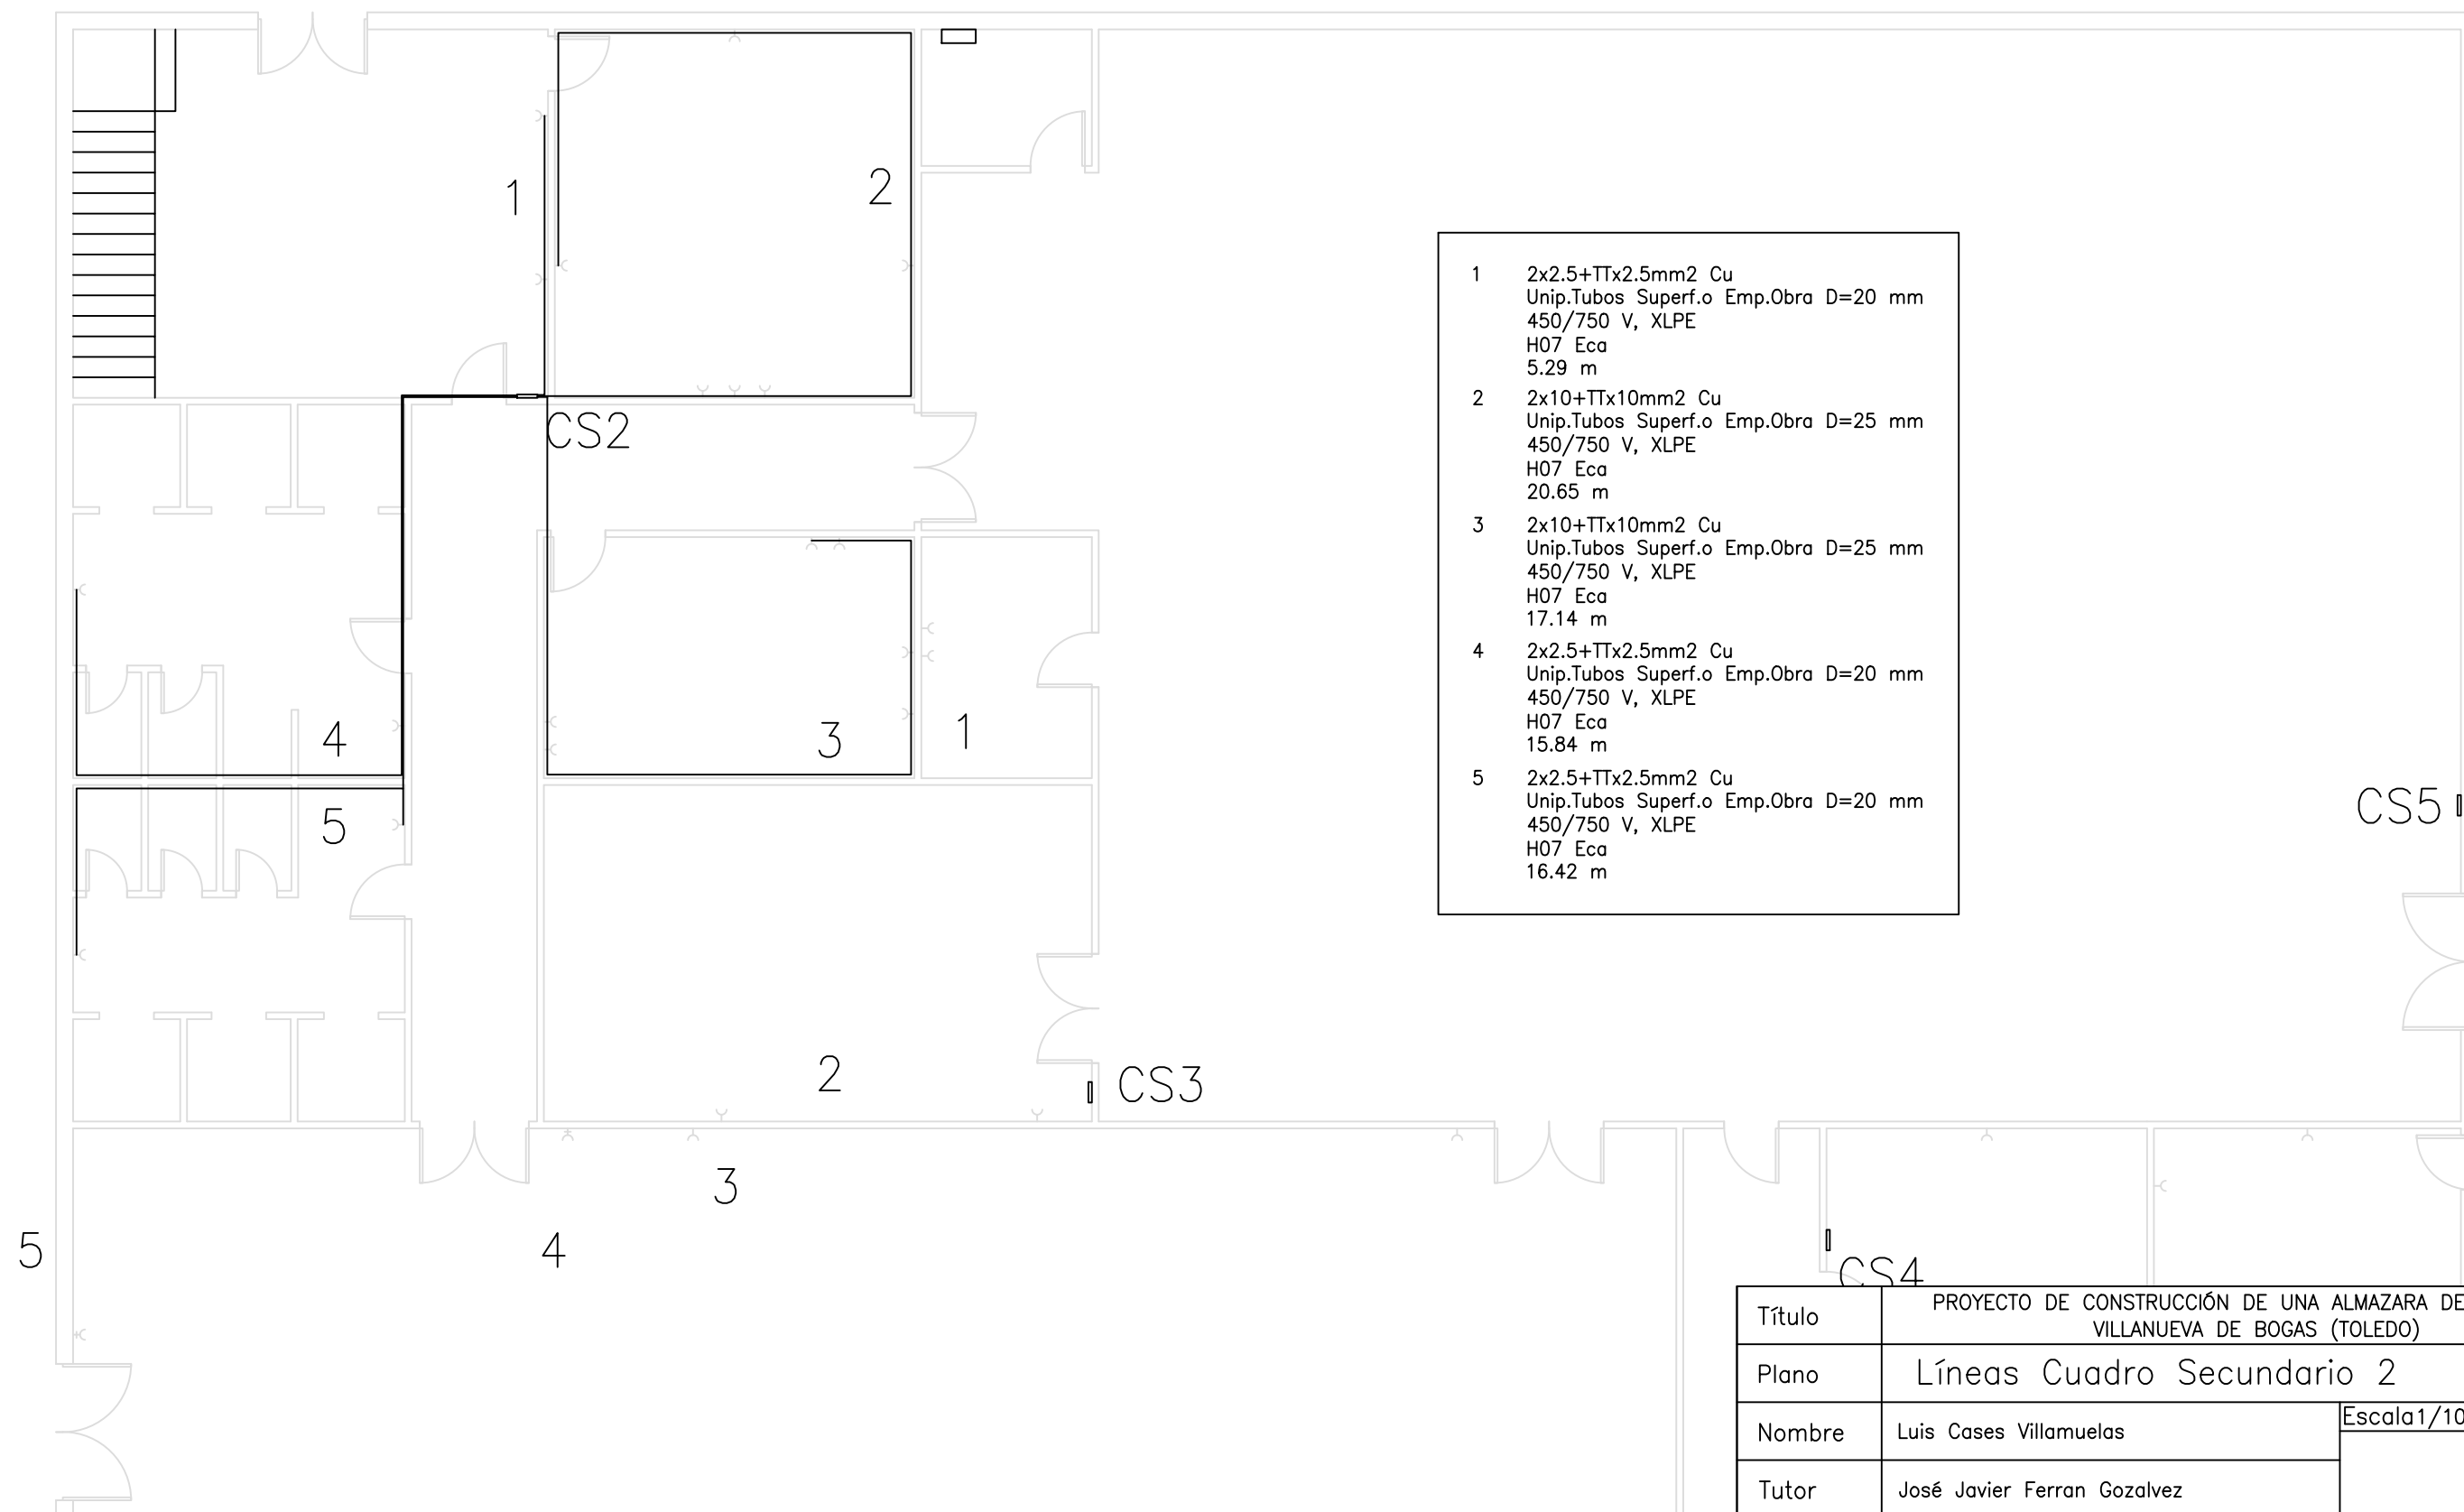 1
2
CS2
4
3
1
5
2
CS3
3
4
5
CS5
CS4
1 2x2.5+TTx2.5mm2 Cu
Unip.Tubos Superf.o Emp.Obra D=20 mm
450/750 V, XLPE
H07 Eca
5.29 m
2 2x10+TTx10mm2 Cu
Unip.Tubos Superf.o Emp.Obra D=25 mm
450/750 V, XLPE
H07 Eca
20.65 m
3 2x10+TTx10mm2 Cu
Unip.Tubos Superf.o Emp.Obra D=25 mm
450/750 V, XLPE
H07 Eca
17.14 m
4 2x2.5+TTx2.5mm2 Cu
Unip.Tubos Superf.o Emp.Obra D=20 mm
450/750 V, XLPE
H07 Eca
15.84 m
5 2x2.5+TTx2.5mm2 Cu
Unip.Tubos Superf.o Emp.Obra D=20 mm
450/750 V, XLPE
H07 Eca
16.42 m
Título PROYECTO DE CONSTRUCCIÓN DE UNA ALMAZARA DE
VILLANUEVA DE BOGAS (TOLEDO)
Plano Líneas Cuadro Secundario 2
Nombre Luis Cases Villamuelas
Escala1/10
Tutor José Javier Ferran Gozalvez